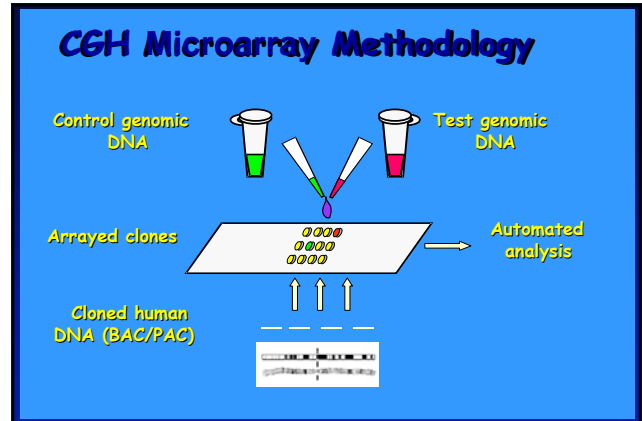 CGH Microarray Methodology
Control genomic
DNA
Test genomic
DNA
Arrayed clones
Automated
analysis
Cloned human
DNA (BAC/PAC)